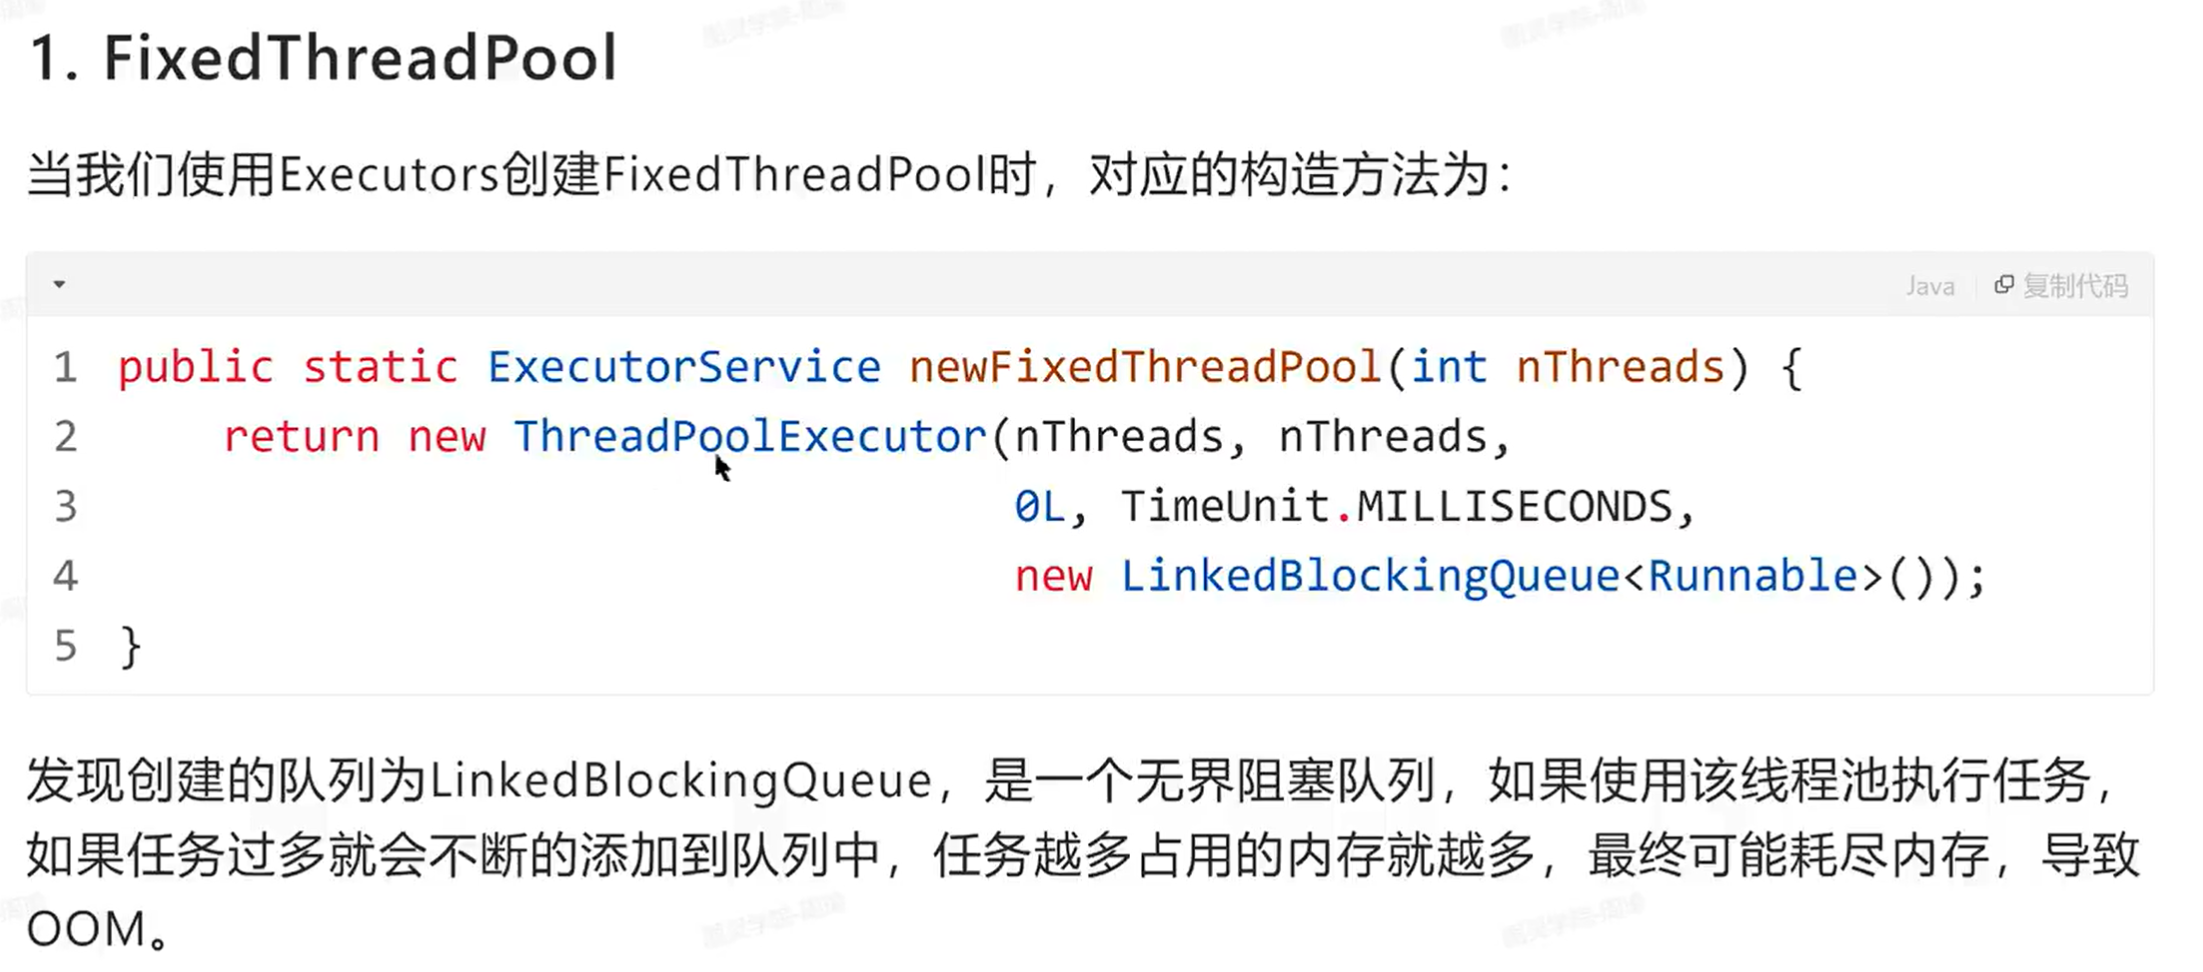 1. FixedThreadPool
当我们使用Executors创建FixedThreadPool时，对应的构造方法为：
Java 复制代码
1 public static ExecutorService newFixedThreadPool(int nThreads) {
2     return new ThreadPoolExecutor(nThreads, nThreads,
3                                   0L, TimeUnit.MILLISECONDS,
4                                   new LinkedBlockingQueue<Runnable>());
5 }
发现创建的队列为LinkedBlockingQueue，是一个无界阻塞队列，如果使用该线程池执行任务，
如果任务过多就会不断的添加到队列中，任务越多占用的内存就越多，最终可能耗尽内存，导致
OOM。